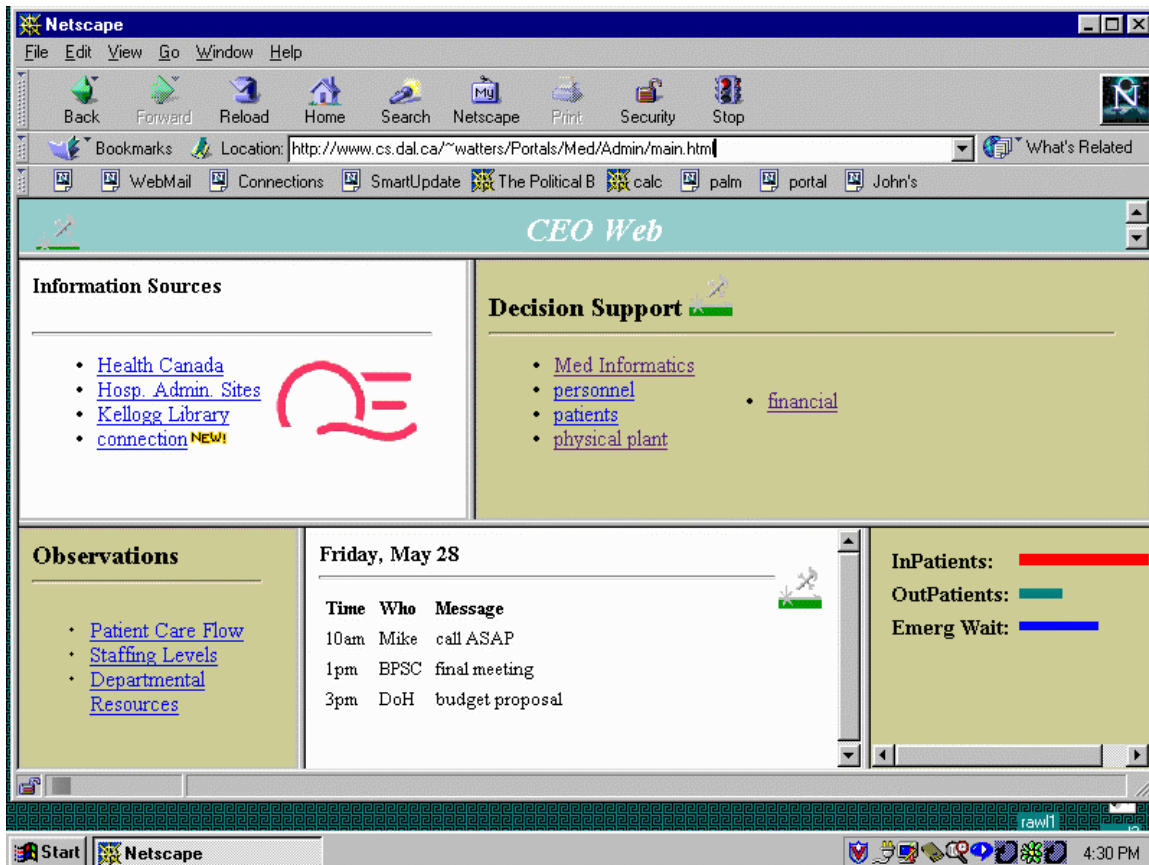 Netscape
File Edit View Go Window Help
Back Forward Reload Home Search Netscape Print Security Stop
Bookmarks Location: http://www.cs.dal.ca/~watters/Portals/Med/Admin/main.html What's Related
WebMail Connections SmartUpdate The Political B calc palm portal John's
CEO Web
Information Sources
Health Canada
Hosp. Admin. Sites
Kellogg Library
connection NEW!
Decision Support
Med Informatics
personnel
patients
physical plant
financial
Observations
Patient Care Flow
Staffing Levels
Departmental
Resources
Friday, May 28
Time Who Message
10am Mike call ASAP
1pm BPSC final meeting
3pm DoH budget proposal
InPatients:
OutPatients:
Emerg Wait:
rawl1
Start Netscape 4:30 PM